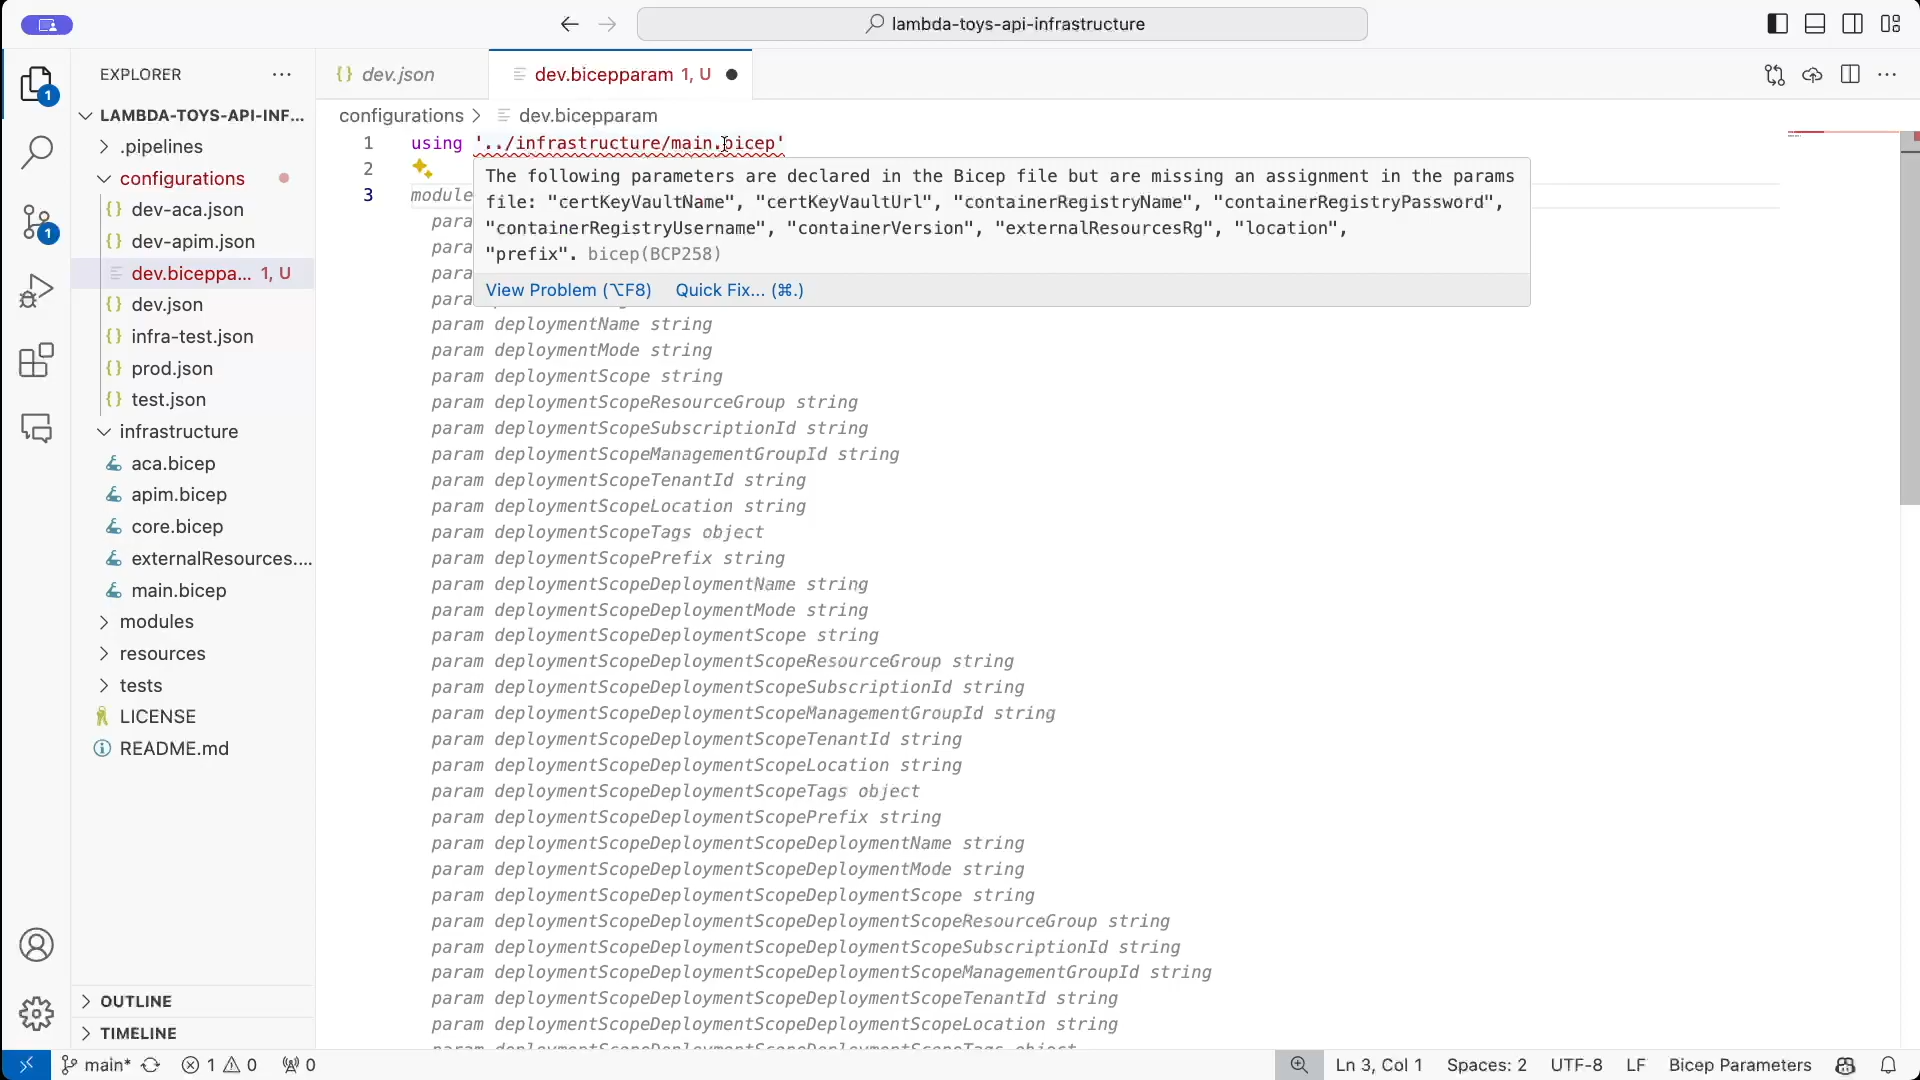 lambda-toys-api-infrastructure
1
EXPLORER
LAMBDA-TOYS-API-INF...
.pipelines
configurations
dev-aca.json
dev-apim.json
dev.biceppa... 1, U
dev.json
infra-test.json
prod.json
test.json
infrastructure
aca.bicep
apim.bicep
core.bicep
externalResources....
main.bicep
modules
resources
tests
LICENSE
README.md
OUTLINE
TIMELINE
1
dev.json
dev.bicepparam 1, U
configurations > dev.bicepparam
1 using '../infrastructure/main.bicep'
2
3 module
The following parameters are declared in the Bicep file but are missing an assignment in the params
file: "certKeyVaultName", "certKeyVaultUrl", "containerRegistryName", "containerRegistryPassword",
"containerRegistryUsername", "containerVersion", "externalResourcesRg", "location",
"prefix". bicep(BCP258)
View Problem (⌥F8) Quick Fix... (⌘.)
para
para
para
para
param deploymentName string
param deploymentMode string
param deploymentScope string
param deploymentScopeResourceGroup string
param deploymentScopeSubscriptionId string
param deploymentScopeManagementGroupId string
param deploymentScopeTenantId string
param deploymentScopeLocation string
param deploymentScopeTags object
param deploymentScopePrefix string
param deploymentScopeDeploymentName string
param deploymentScopeDeploymentMode string
param deploymentScopeDeploymentScope string
param deploymentScopeDeploymentScopeResourceGroup string
param deploymentScopeDeploymentScopeSubscriptionId string
param deploymentScopeDeploymentScopeManagementGroupId string
param deploymentScopeDeploymentScopeTenantId string
param deploymentScopeDeploymentScopeLocation string
param deploymentScopeDeploymentScopeTags object
param deploymentScopeDeploymentScopePrefix string
param deploymentScopeDeploymentScopeDeploymentName string
param deploymentScopeDeploymentScopeDeploymentMode string
param deploymentScopeDeploymentScopeDeploymentScope string
param deploymentScopeDeploymentScopeDeploymentScopeResourceGroup string
param deploymentScopeDeploymentScopeDeploymentScopeSubscriptionId string
param deploymentScopeDeploymentScopeDeploymentScopeManagementGroupId string
param deploymentScopeDeploymentScopeDeploymentScopeTenantId string
param deploymentScopeDeploymentScopeDeploymentScopeLocation string
param deploymentScopeDeploymentScopeDeploymentScopeTags object
main* 1 0 0
Ln 3, Col 1 Spaces: 2 UTF-8 LF Bicep Parameters